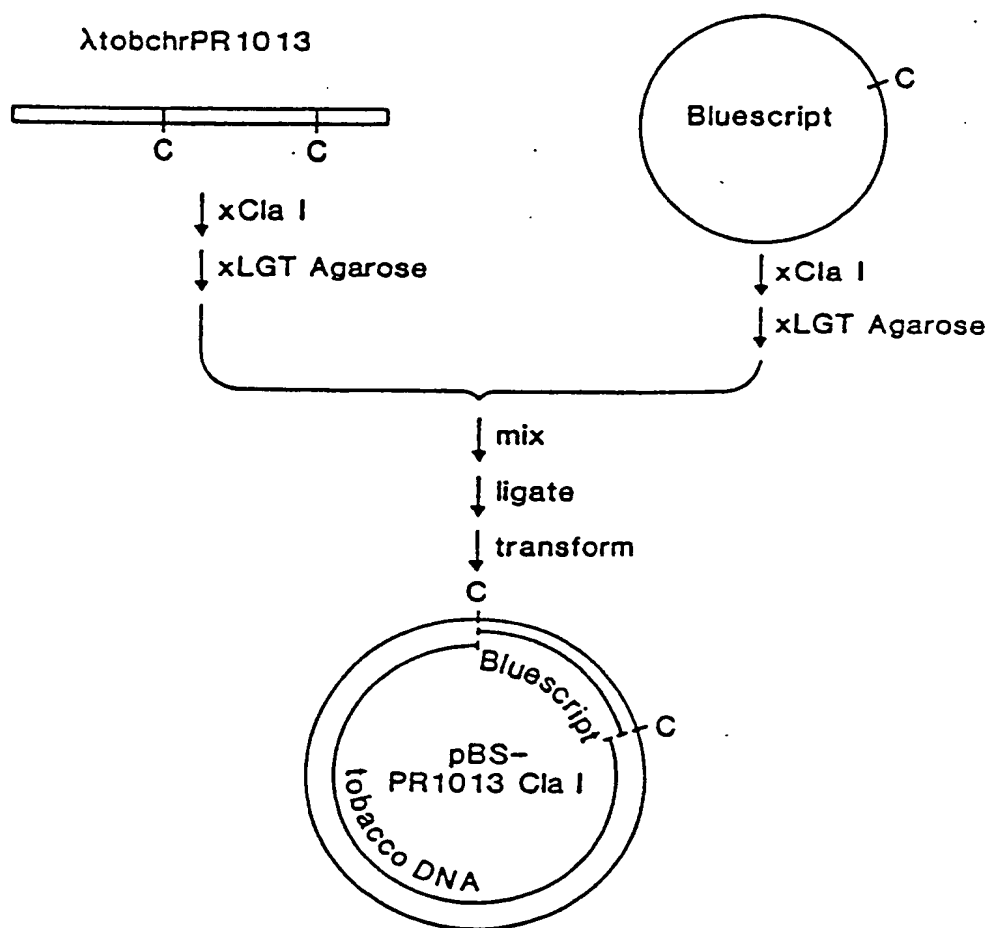 λtobchrPR1013
C C
xCla I
xLGT Agarose
C
Bluescript
xCla I
xLGT Agarose
mix
ligate
transform
C
Bluescript
C
pBS-
PR1013 Cla I
tobacco DNA